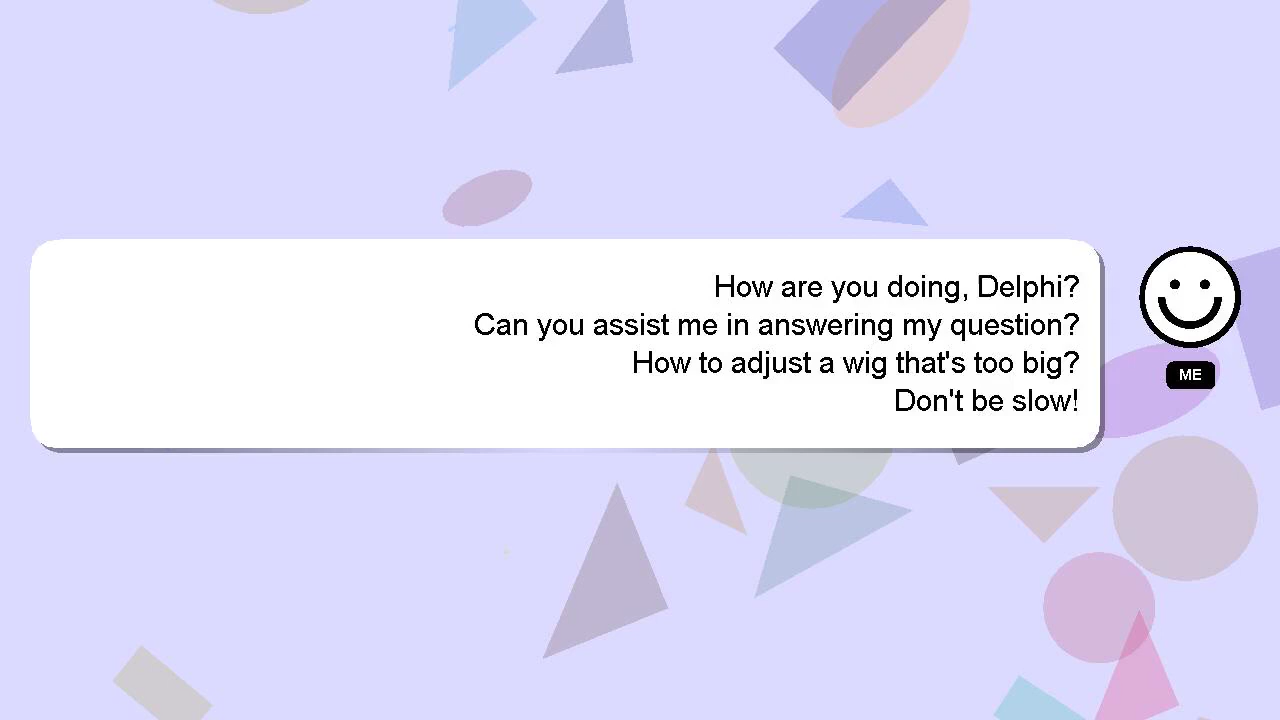 How are you doing, Delphi?
Can you assist me in answering my question?
How to adjust a wig that's too big?
Don't be slow!
ME